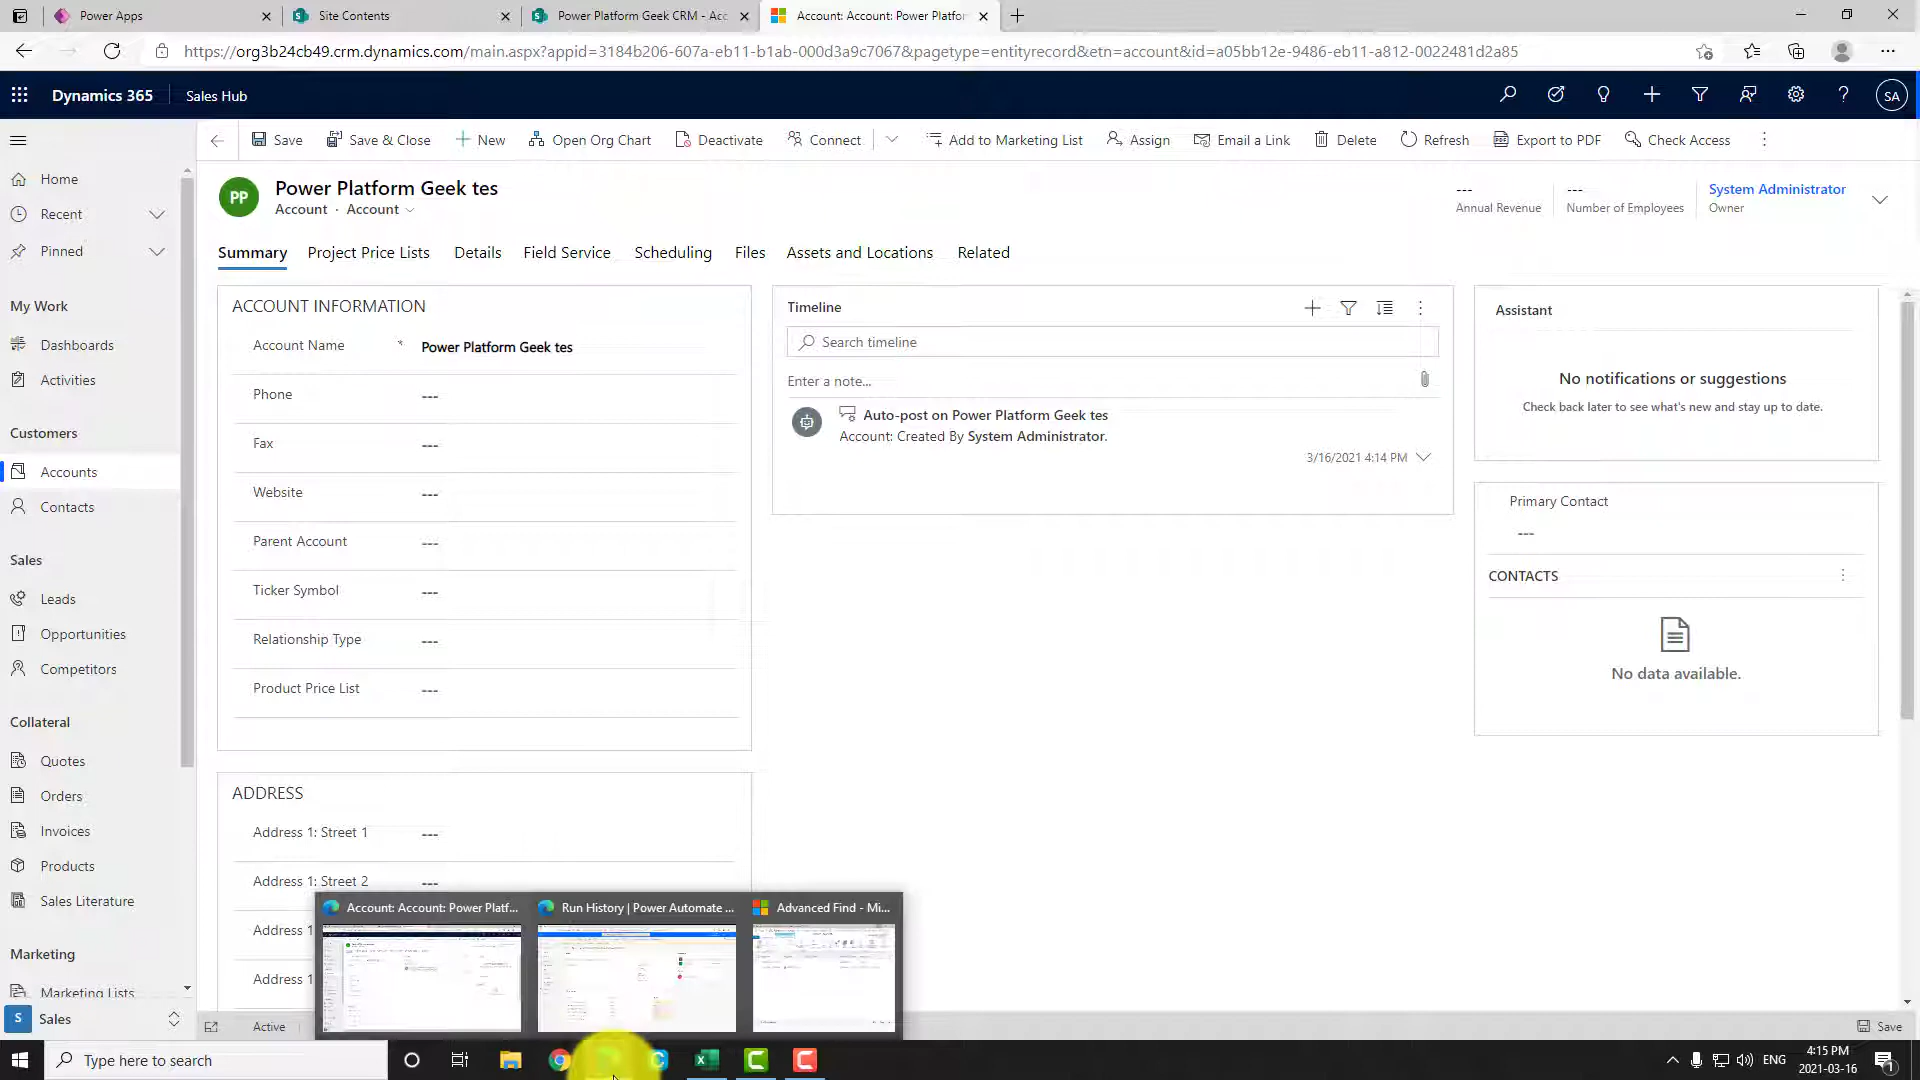 Power Apps
Site Contents
Power Platform Geek CRM - Acc
Account: Account: Power Platfor
https://org3b24cb49.crm.dynamics.com/main.aspx?appid=3184b206-607a-eb11-b1ab-000d3a9c7067&pagetype=entityrecord&etn=account&id=a05bb12e-9486-eb11-a812-0022481d2a85
Dynamics 365
Sales Hub
SA
Save
Save & Close
New
Open Org Chart
Deactivate
Connect
Add to Marketing List
Assign
Email a Link
Delete
Refresh
Export to PDF
Check Access
Home
Recent
Pinned
My Work
Dashboards
Activities
Customers
Accounts
Contacts
Sales
Leads
Opportunities
Competitors
Collateral
Quotes
Orders
Invoices
Products
Sales Literature
Marketing
Marketing Lists
S
Sales
PP
Power Platform Geek tes
Account · Account
---
Annual Revenue
---
Number of Employees
System Administrator
Owner
Summary
Project Price Lists
Details
Field Service
Scheduling
Files
Assets and Locations
Related
ACCOUNT INFORMATION
Account Name * Power Platform Geek tes
Phone ---
Fax ---
Website ---
Parent Account ---
Ticker Symbol ---
Relationship Type ---
Product Price List ---
ADDRESS
Address 1: Street 1 ---
Address 1: Street 2 ---
Address 1
Address 1
Timeline
Search timeline
Enter a note...
Auto-post on Power Platform Geek tes
Account: Created By System Administrator.
3/16/2021 4:14 PM
Assistant
No notifications or suggestions
Check back later to see what's new and stay up to date.
Primary Contact
---
CONTACTS
No data available.
Account: Account: Power Platf...
Run History | Power Automate ...
Advanced Find - Mi...
Active
Save
Type here to search
ENG
4:15 PM
2021-03-16
1